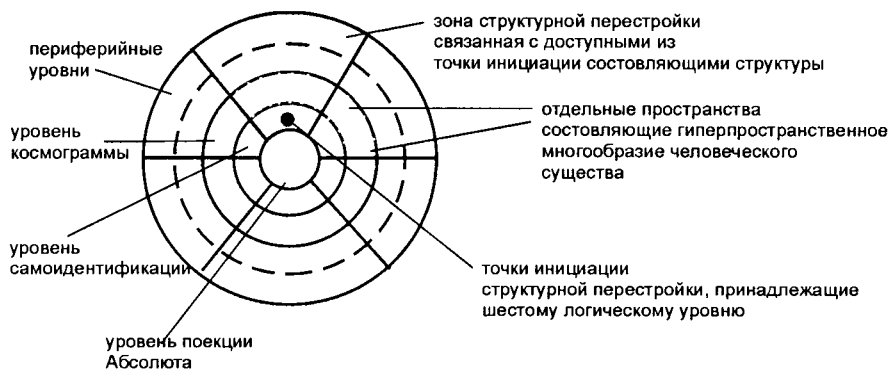 зона структурной перестройки
связанная с доступными из
точки инициации состовляющими структуры
периферийные
уровни
отдельные пространства
состовляющие гиперпространственное
многообразие человеческого
существа
уровень
космограммы
уровень
самоидентификации
точки инициации
структурной перестройки, принадлежащие
шестому логическому уровню
уровень поекции
Абсолюта